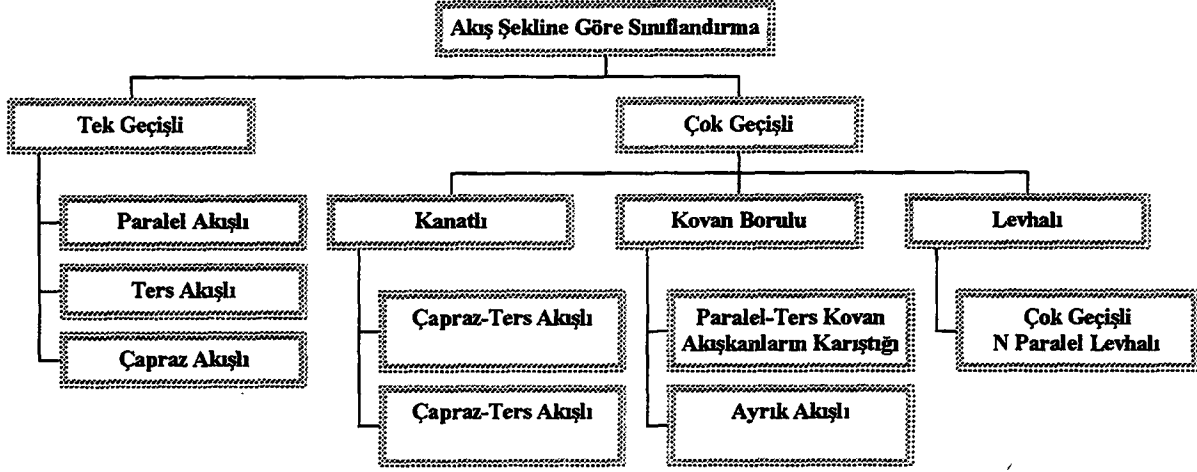 Akış Şekline Göre Sınıflandırma
Tek Geçişli
Çok Geçişli
Paralel Akışlı
Ters Akışlı
Çapraz Akışlı
Kanatlı
Kovan Borulu
Levhalı
Çapraz-Ters Akışlı
Çapraz-Ters Akışlı
Paralel-Ters Kovan
Akışkanların Karıştığı
Ayrık Akışlı
Çok Geçişli
N Paralel Levhalı